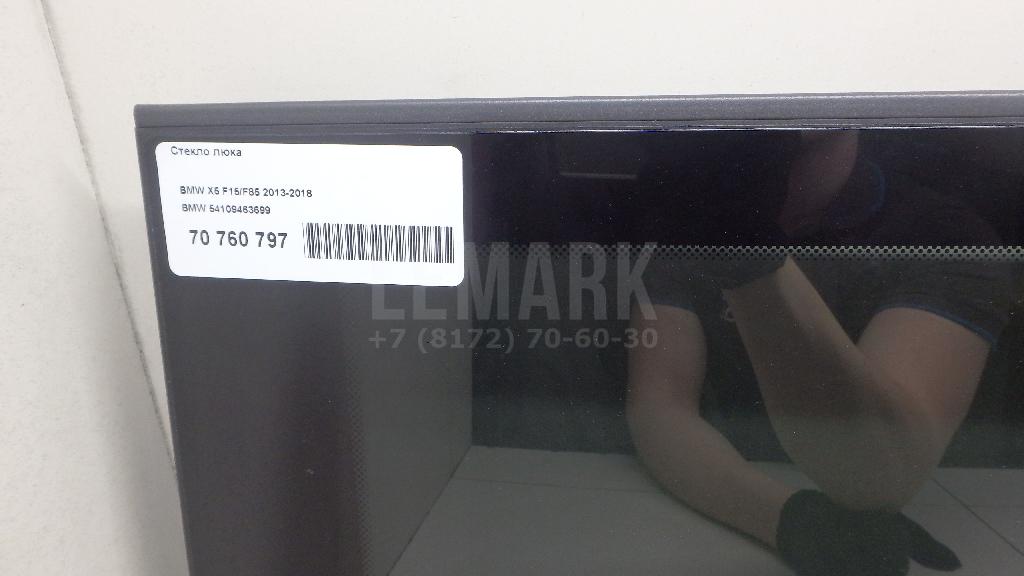 Стекло люка
BMW X5 F15/F85 2013-2018
BMW 54109463699
70 760 797
LEMARK
+7 (8172) 70-60-30